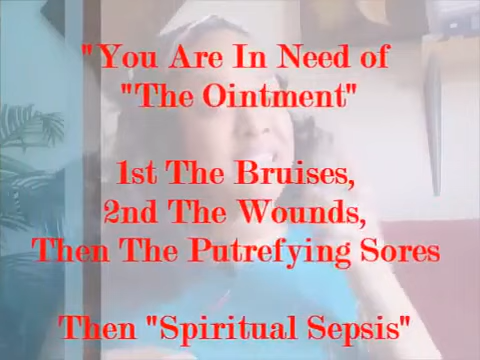 "You Are In Need of
"The Ointment"
1st The Bruises,
2nd The Wounds,
Then The Putrefying Sores
Then "Spiritual Sepsis"